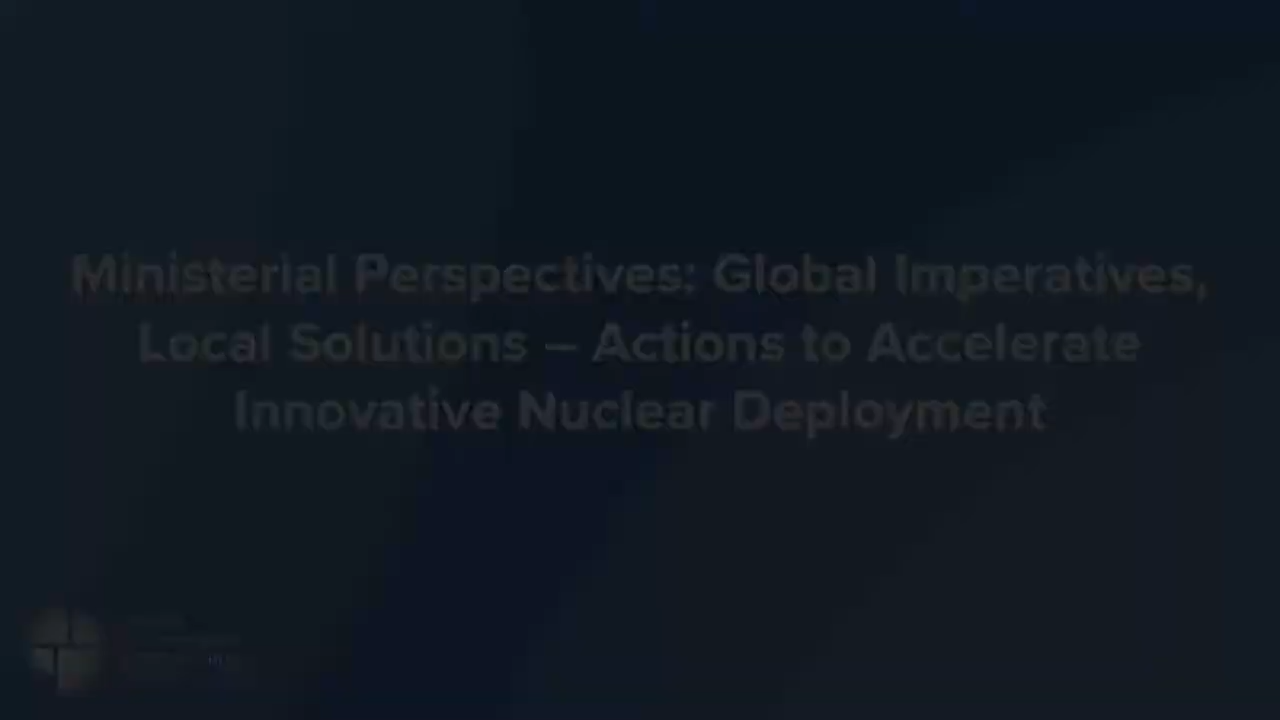 Ministerial Perspectives: Global Imperatives,
Local Solutions – Actions to Accelerate
Innovative Nuclear Deployment